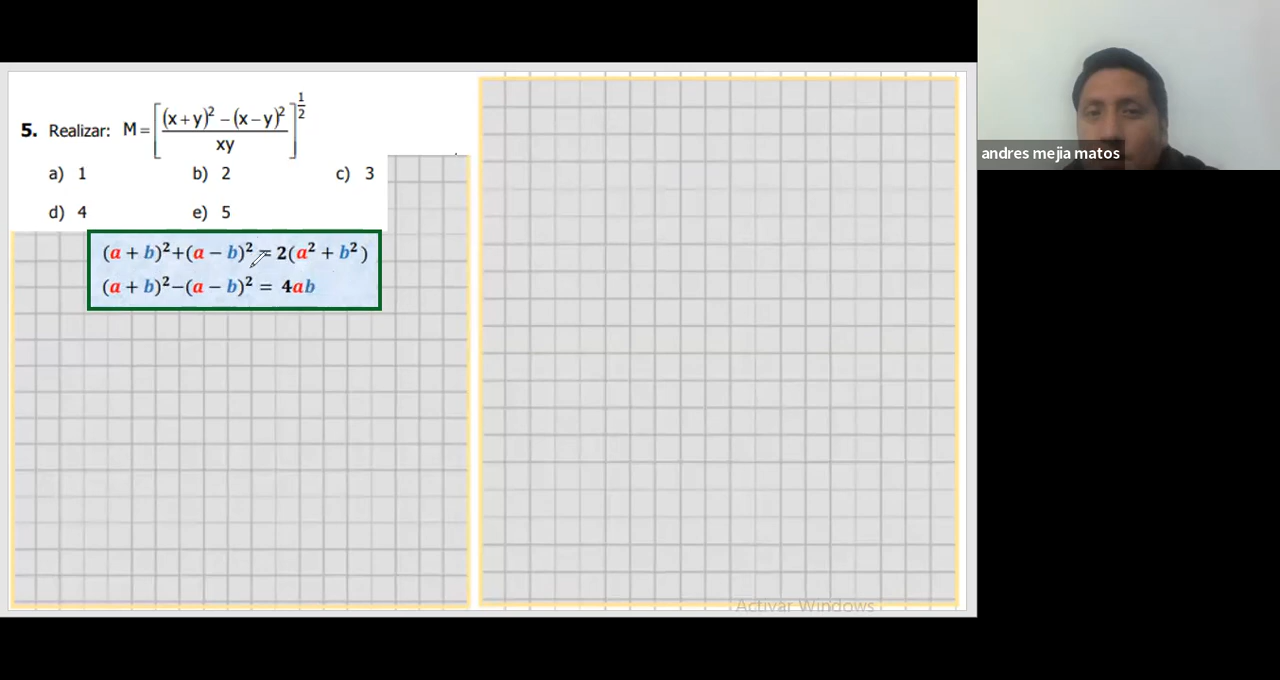 5. Realizar: M = [((x+y)² − (x−y)²)/xy]^(1/2)
a) 1 b) 2 c) 3
d) 4 e) 5
(a + b)²+(a − b)² = 2(a² + b²)
(a + b)²−(a − b)² = 4ab
andres mejia matos
Activar Windows